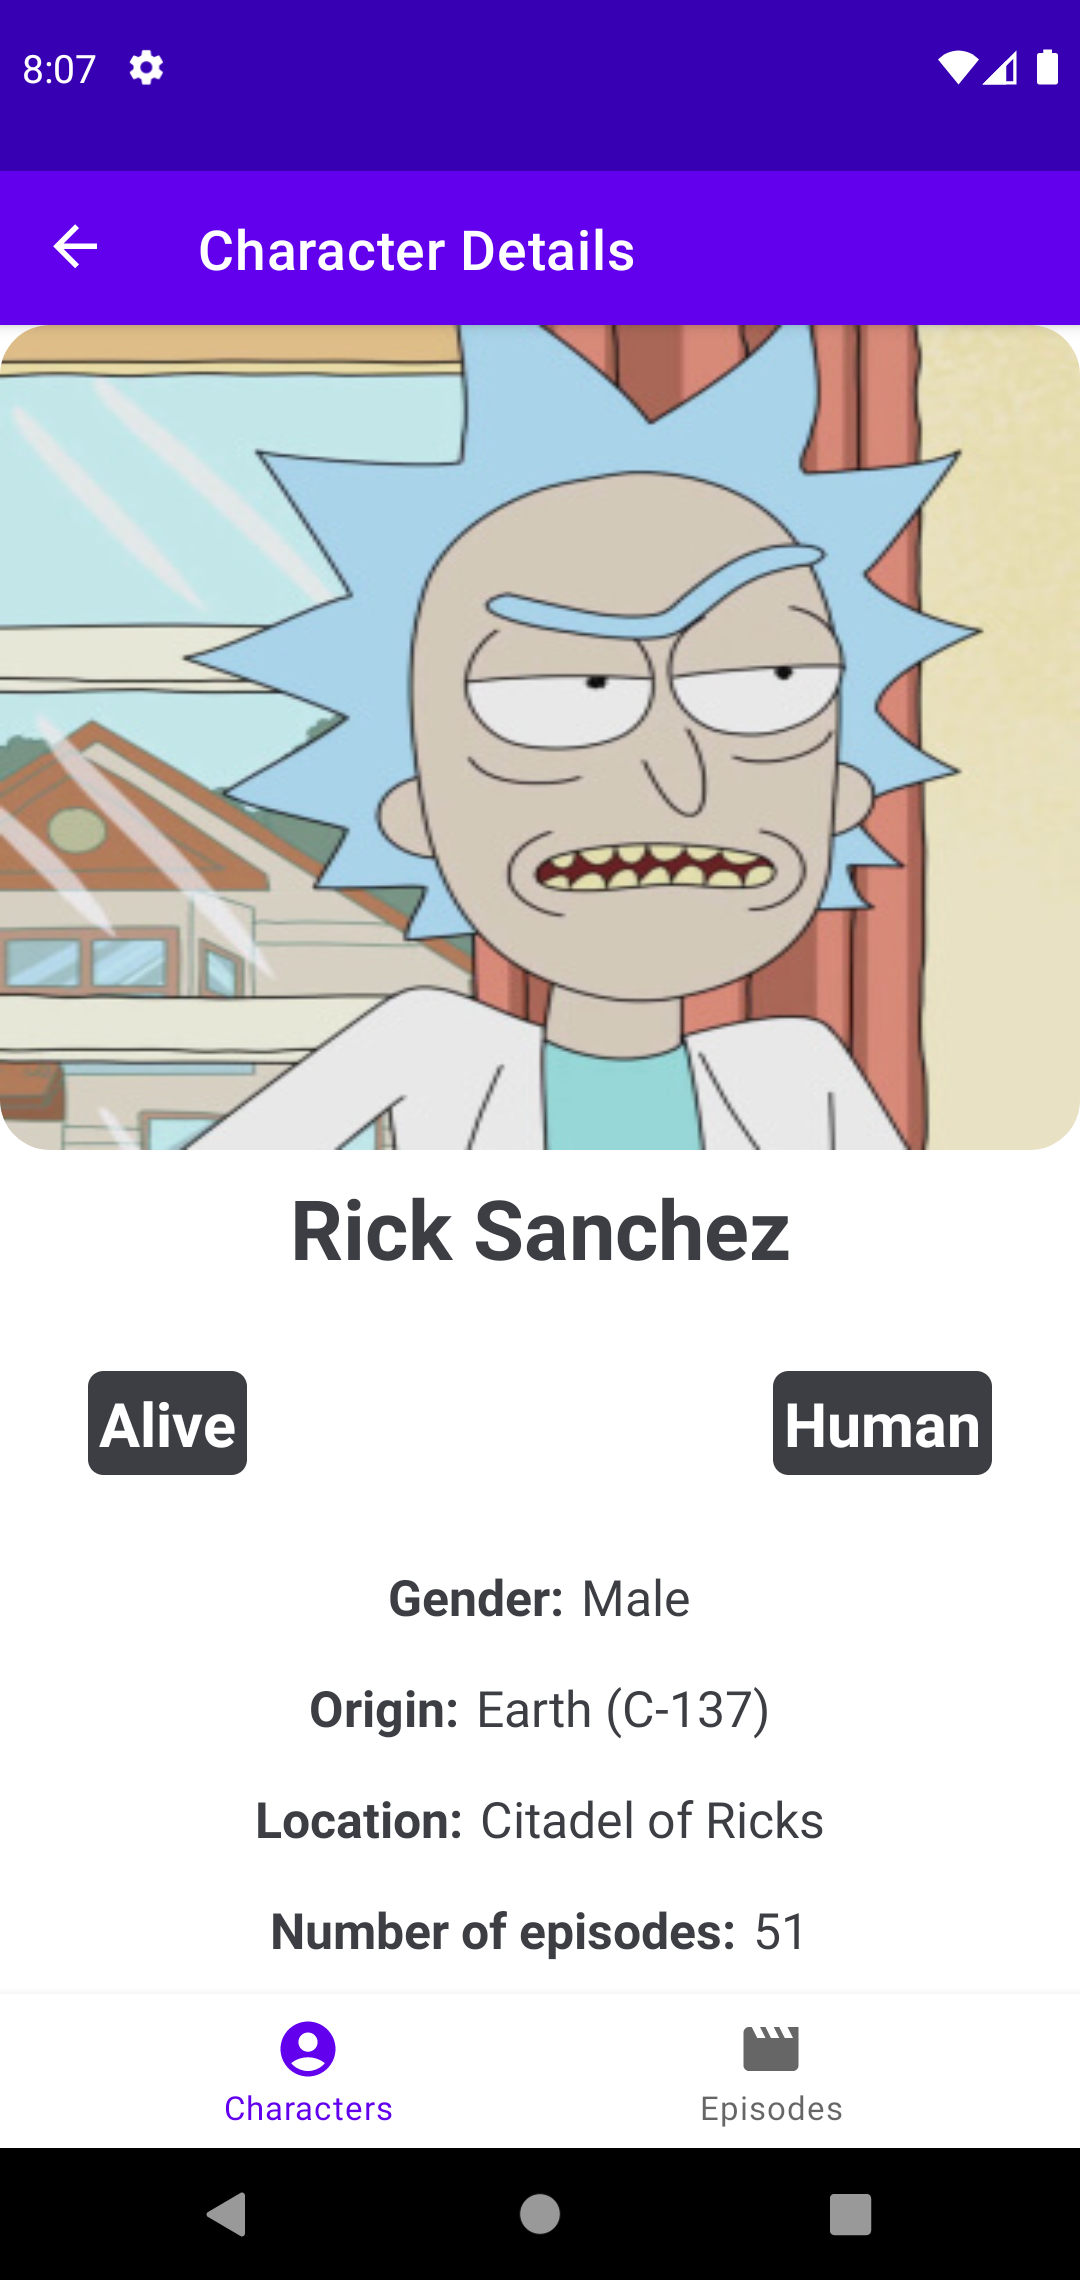 8:07
Character Details
Rick Sanchez
Alive
Human
Gender: Male
Origin: Earth (C-137)
Location: Citadel of Ricks
Number of episodes: 51
Characters
Episodes